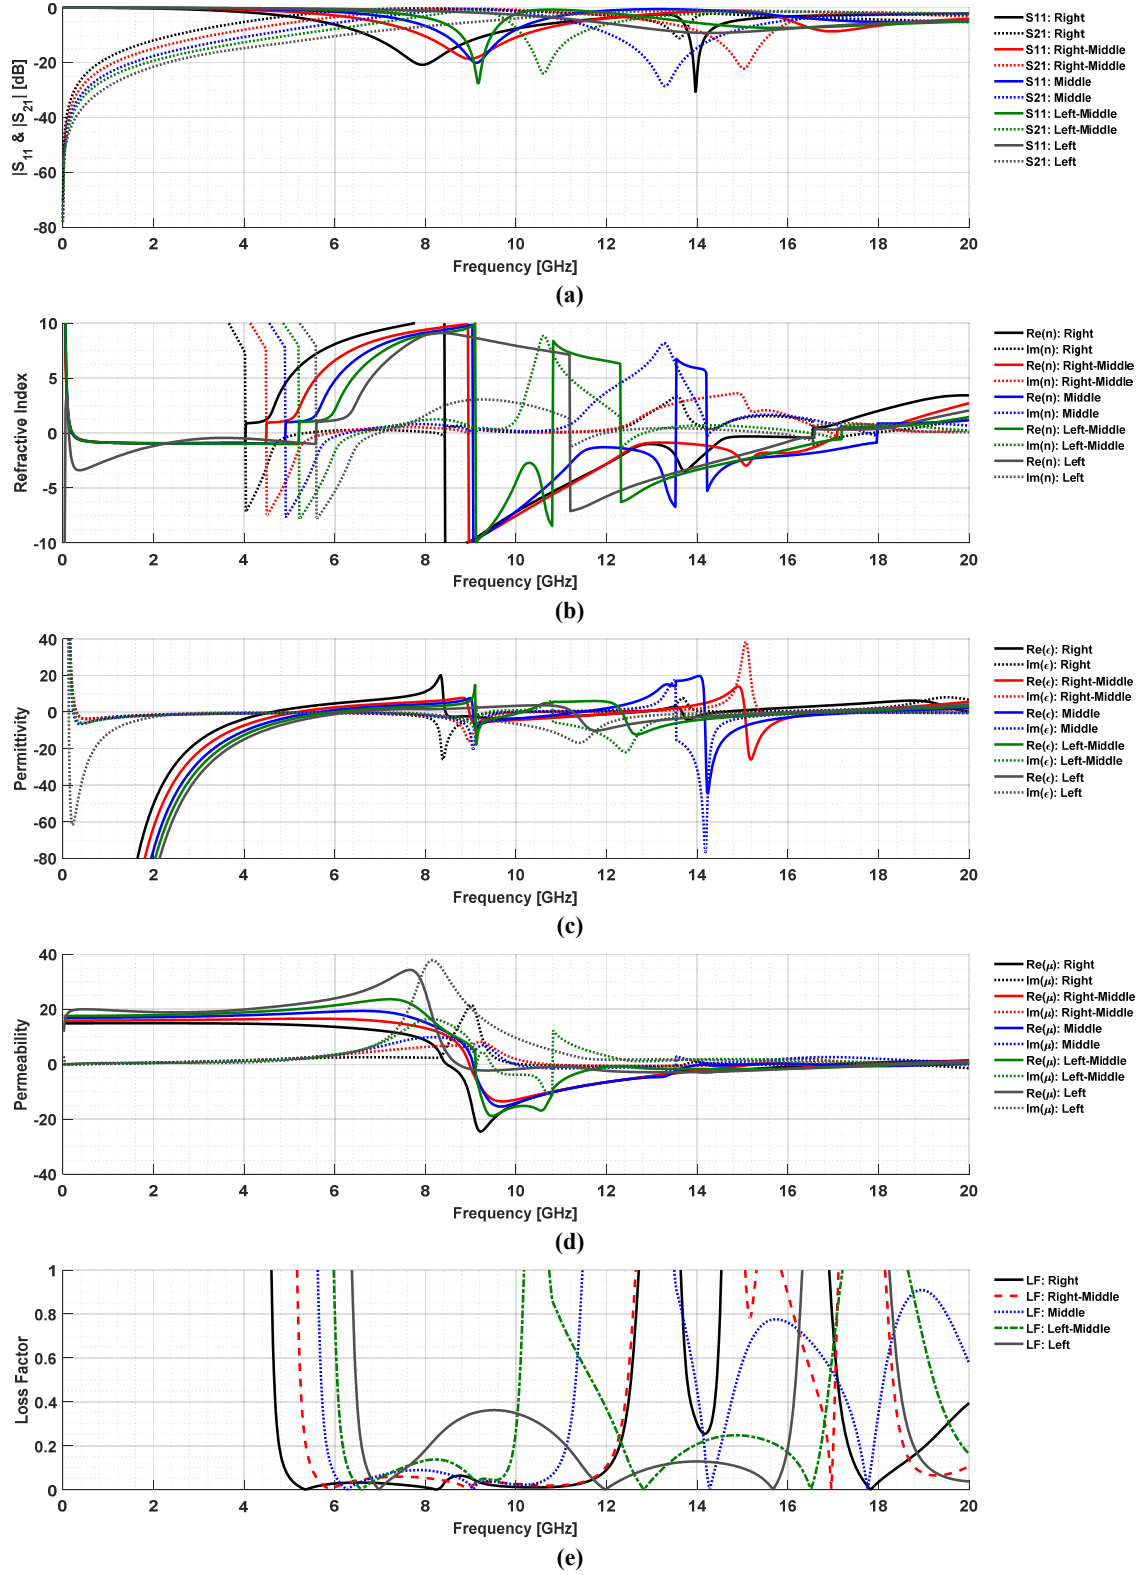 0
-20
-40
-60
-80
|S11| & |S21| [dB]
0 2 4 6 8 10 12 14 16 18 20
Frequency [GHz]
S11: Right
S21: Right
S11: Right-Middle
S21: Right-Middle
S11: Middle
S21: Middle
S11: Left-Middle
S21: Left-Middle
S11: Left
S21: Left
(a)
10
5
0
-5
-10
Refractive Index
0 2 4 6 8 10 12 14 16 18 20
Frequency [GHz]
Re(n): Right
Im(n): Right
Re(n): Right-Middle
Im(n): Right-Middle
Re(n): Middle
Im(n): Middle
Re(n): Left-Middle
Im(n): Left-Middle
Re(n): Left
Im(n): Left
(b)
40
20
0
-20
-40
-60
-80
Permittivity
0 2 4 6 8 10 12 14 16 18 20
Frequency [GHz]
Re(ϵ): Right
Im(ϵ): Right
Re(ϵ): Right-Middle
Im(ϵ): Right-Middle
Re(ϵ): Middle
Im(ϵ): Middle
Re(ϵ): Left-Middle
Im(ϵ): Left-Middle
Re(ϵ): Left
Im(ϵ): Left
(c)
40
20
0
-20
-40
Permeability
0 2 4 6 8 10 12 14 16 18 20
Frequency [GHz]
Re(μ): Right
Im(μ): Right
Re(μ): Right-Middle
Im(μ): Right-Middle
Re(μ): Middle
Im(μ): Middle
Re(μ): Left-Middle
Im(μ): Left-Middle
Re(μ): Left
Im(μ): Left
(d)
1
0.8
0.6
0.4
0.2
0
Loss Factor
0 2 4 6 8 10 12 14 16 18 20
Frequency [GHz]
LF: Right
LF: Right-Middle
LF: Middle
LF: Left-Middle
LF: Left
(e)